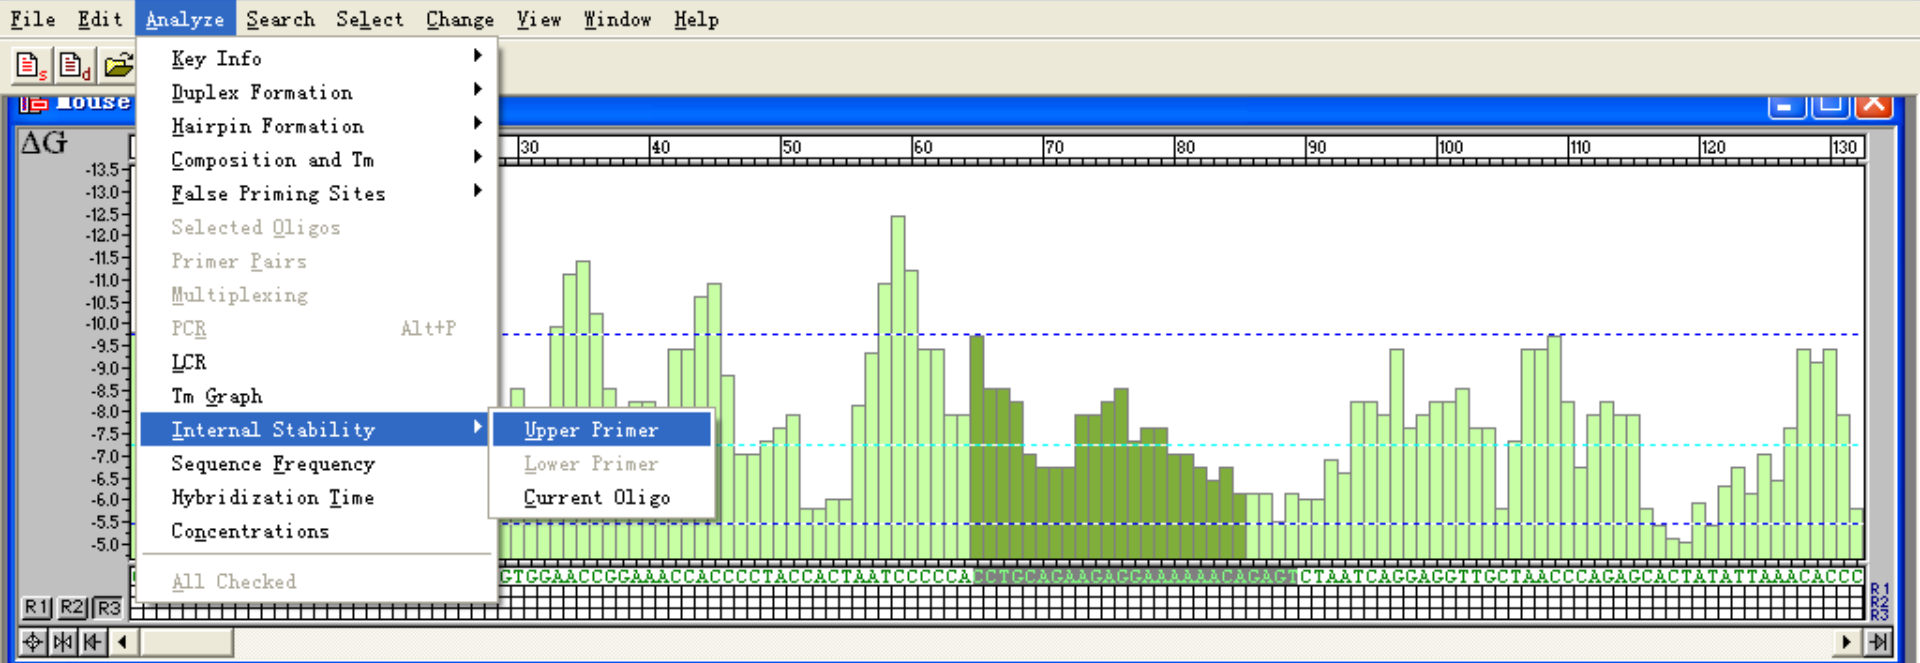 File Edit Analyze Search Select Change View Window Help
Key Info
Duplex Formation
Hairpin Formation
Composition and Tm
False Priming Sites
Selected Oligos
Primer Pairs
Multiplexing
PCR Alt+P
LCR
Tm Graph
Internal Stability
Sequence Frequency
Hybridization Time
Concentrations
All Checked
Upper Primer
Lower Primer
Current Oligo
s d
Mouse
ΔG
30 40 50 60 70 80 90 100 110 120 130
-13.5
-13.0
-12.5
-12.0
-11.5
-11.0
-10.5
-10.0
-9.5
-9.0
-8.5
-8.0
-7.5
-7.0
-6.5
-6.0
-5.5
-5.0
GTGGAACCGGAAACCACCCCTACCACTAATCCCCCACCTGCAGAAGAGGAAAAAACAGAGTCTAATCAGGAGGTTGCTAACCCAGAGCACTATATTAAACACCC
R1 R2 R3
R1
R2
R3